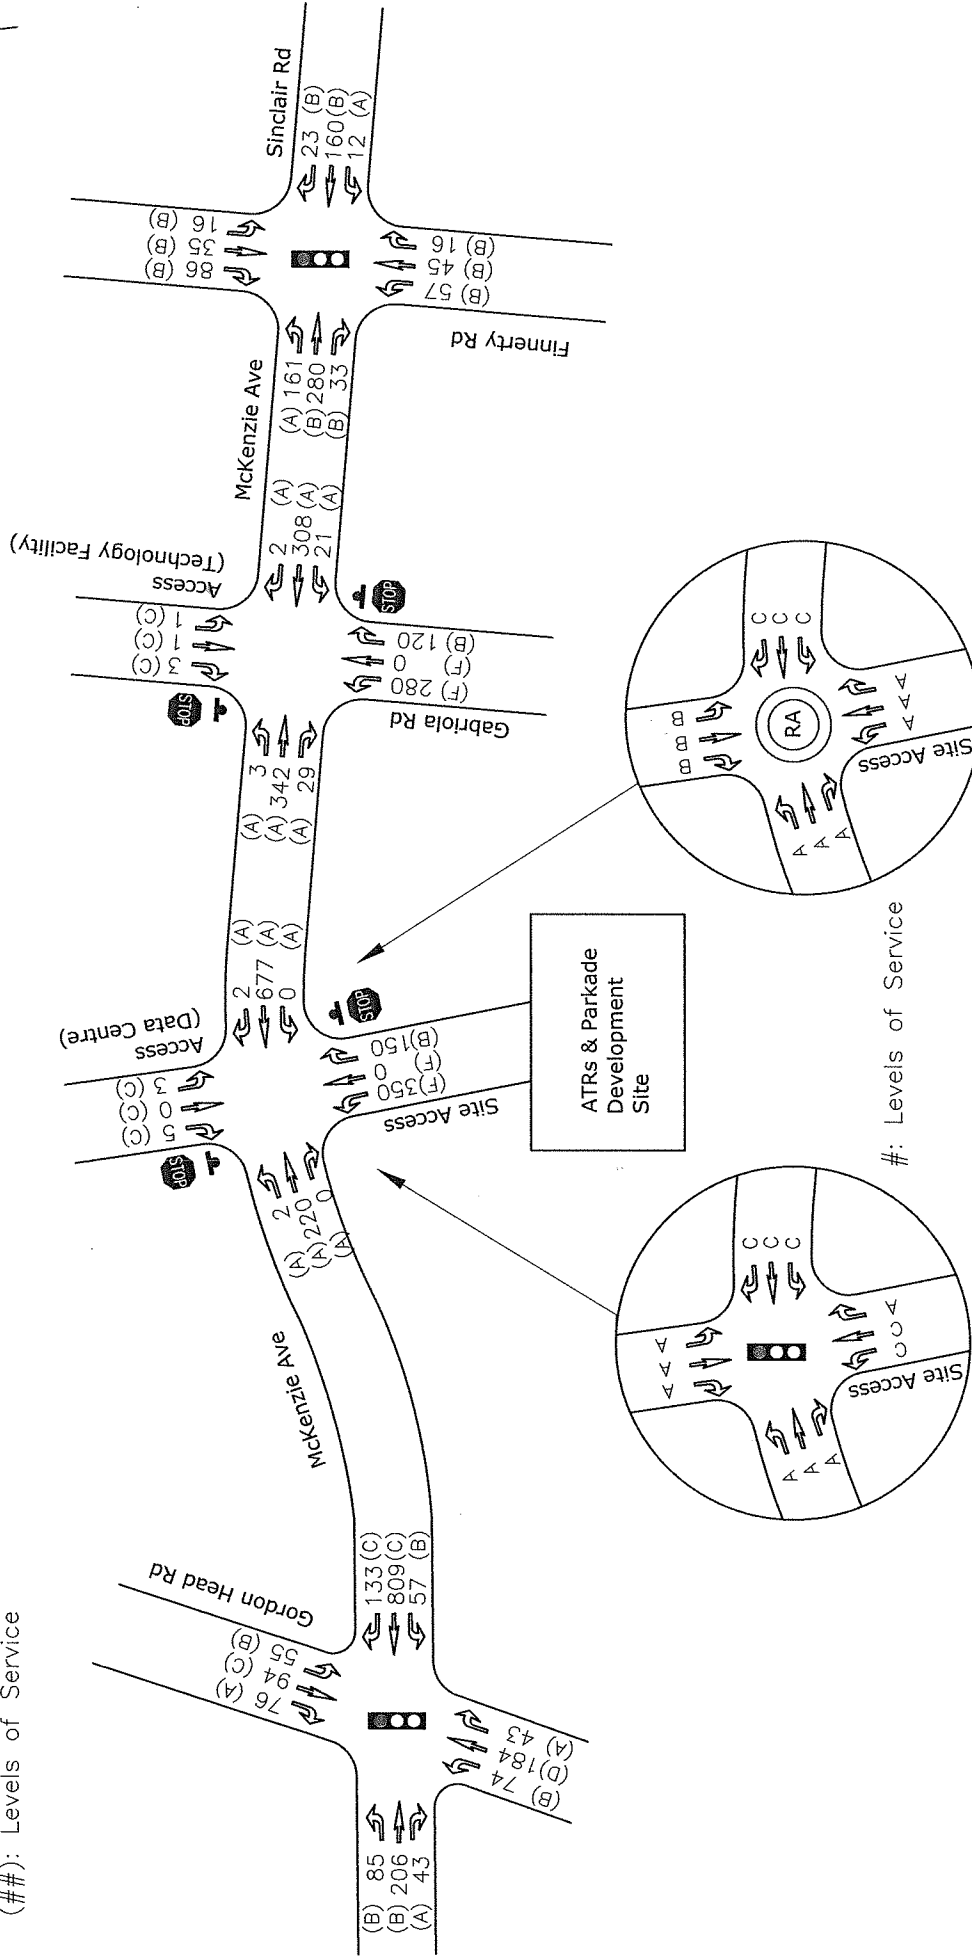 (##): Levels of Service
Sinclair Rd
23 (B)
160 (B)
12 (A)
16 (B)
35 (B)
86 (B)
(B) 57
(B) 45
(B) 16
Finnerty Rd
(A) 161
(B) 280
(B) 33
McKenzie Ave
2 (A)
308 (A)
21 (A)
Access
(Technology Facility)
1 (C)
1 (C)
3 (C)
STOP
STOP
(F) 280
(F) 0
(B) 120
Gabriola Rd
(A) 3
(A) 342
(A) 29
2 (A)
677 (A)
0 (A)
Access
(Data Centre)
3 (C)
0 (C)
5 (C)
STOP
STOP
(F) 350
(F) 0
(B) 150
Site Access
(A) 2
(A) 220
(A) 0
McKenzie Ave
ATRs & Parkade
Development
Site
Gordon Head Rd
55 (B)
94 (C)
76 (A)
133 (C)
809 (C)
57 (B)
(B) 74
(D) 184
(A) 43
(B) 85
(B) 206
(A) 43
B
B
B
C
C
C
RA
A
A
A
A
A
A
Site Access
A
A
A
C
C
C
A
A
A
C
C
A
Site Access
#: Levels of Service